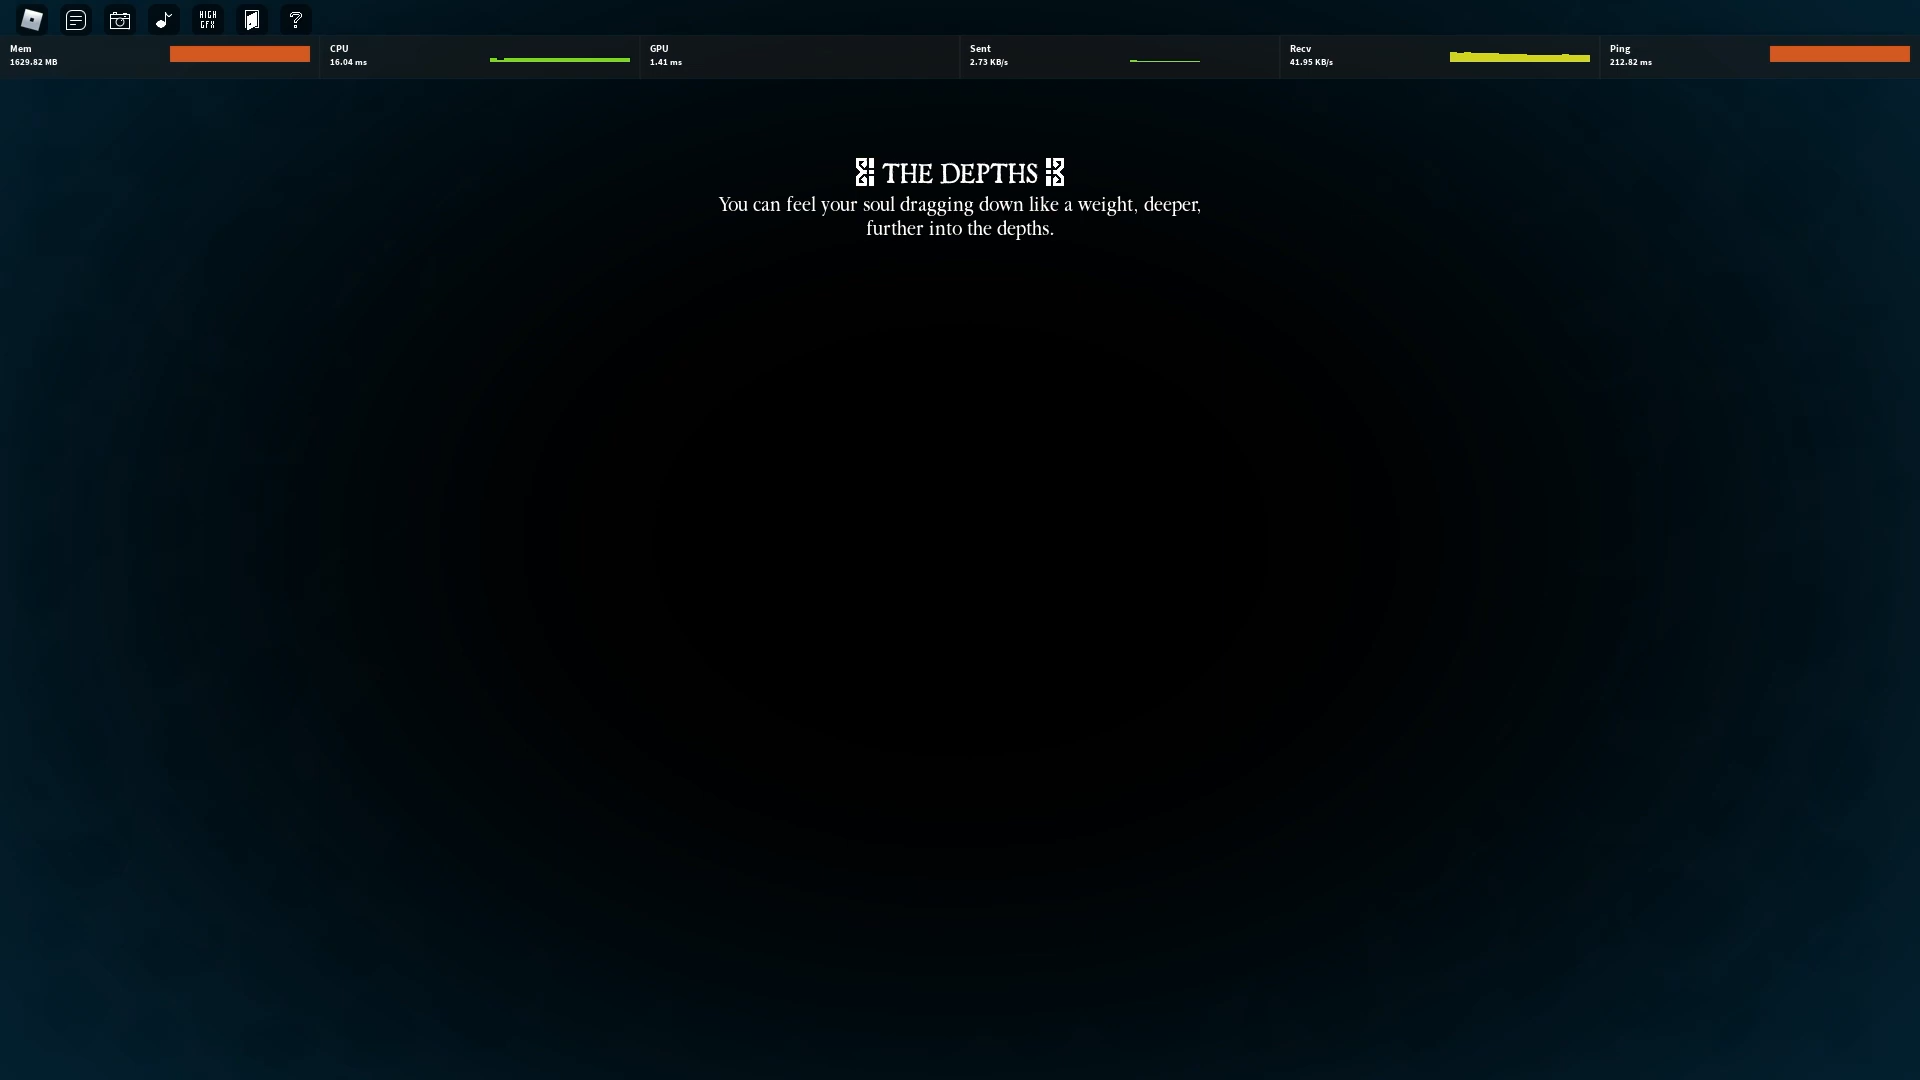 HIGH
GFX
?
Mem
1629.82 MB
CPU
16.04 ms
GPU
1.41 ms
Sent
2.73 KB/s
Recv
41.95 KB/s
Ping
212.82 ms
THE DEPTHS
You can feel your soul dragging down like a weight, deeper,
further into the depths.